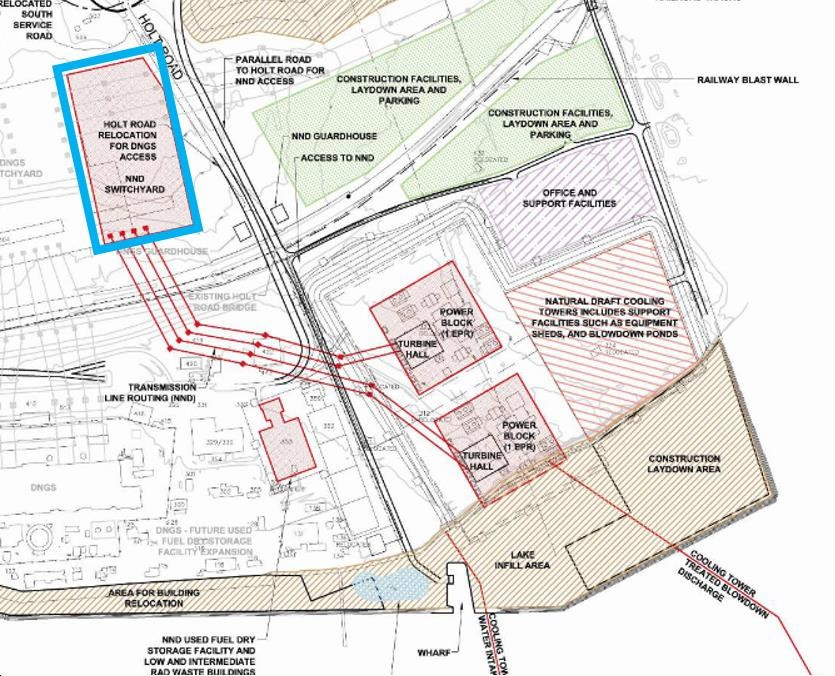 RELOCATED
SOUTH
SERVICE
ROAD
HOLT ROAD
PARALLEL ROAD
TO HOLT ROAD FOR
NND ACCESS
CONSTRUCTION FACILITIES,
LAYDOWN AREA AND
PARKING
RAILWAY BLAST WALL
CONSTRUCTION FACILITIES,
LAYDOWN AREA AND
PARKING
HOLT ROAD
RELOCATION
FOR DNGS
ACCESS
NND
SWITCHYARD
NND GUARDHOUSE
ACCESS TO NND
DNGS
OFFICE AND
SUPPORT FACILITIES
DNGS GUARDHOUSE
EXISTING HOLT
ROAD BRIDGE
NATURAL DRAFT COOLING
TOWERS INCLUDES SUPPORT
FACILITIES SUCH AS EQUIPMENT
SHEDS, AND BLOWDOWN PONDS
POWER
BLOCK
(1 EPR)
TURBINE
HALL
TRANSMISSION
LINE ROUTING (NND)
POWER
BLOCK
(1 EPR)
TURBINE
HALL
CONSTRUCTION
LAYDOWN AREA
DNGS
DNGS - FUTURE USED
FUEL DRY STORAGE
FACILITY EXPANSION
LAKE
INFILL AREA
COOLING TOWER
TREATED BLOWDOWN
DISCHARGE
AREA FOR BUILDING
RELOCATION
NND USED FUEL DRY
STORAGE FACILITY AND
LOW AND INTERMEDIATE
RAD WASTE BUILDINGS
WHARF
COOLING
WATER